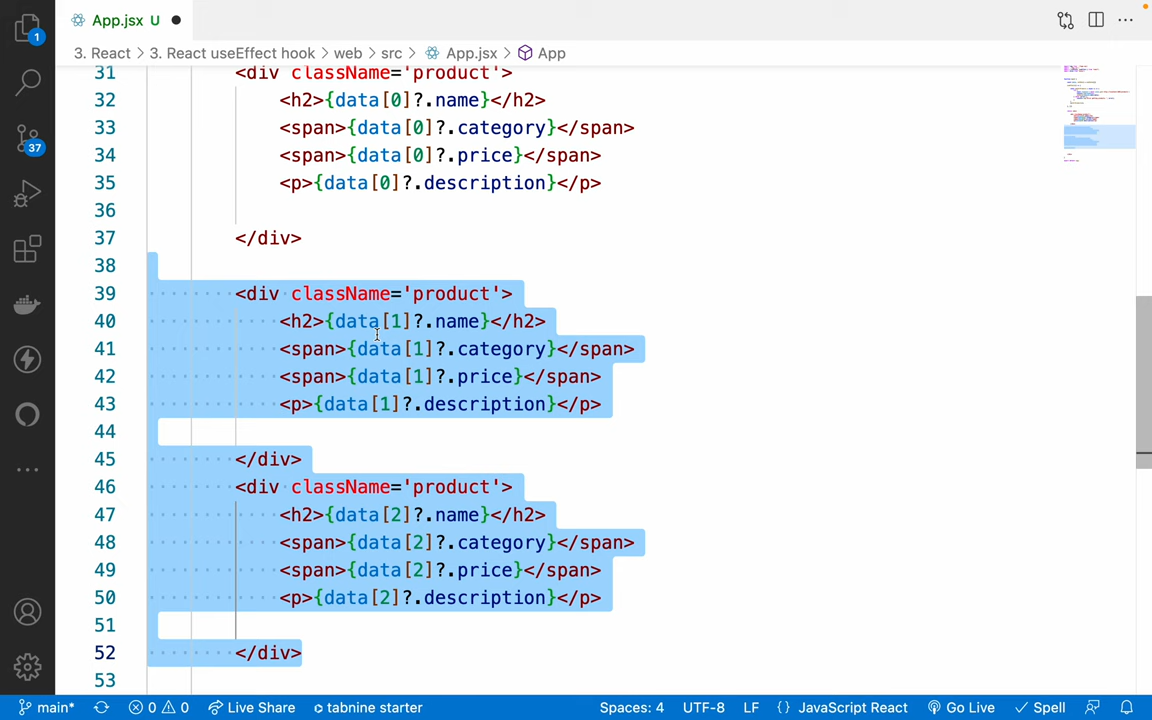 App.jsx U
3. React > 3. React useEffect hook > web > src > App.jsx > App
1
37
31 <div className='product'>
32 <h2>{data[0]?.name}</h2>
33 <span>{data[0]?.category}</span>
34 <span>{data[0]?.price}</span>
35 <p>{data[0]?.description}</p>
36
37 </div>
38
39 <div className='product'>
40 <h2>{data[1]?.name}</h2>
41 <span>{data[1]?.category}</span>
42 <span>{data[1]?.price}</span>
43 <p>{data[1]?.description}</p>
44
45 </div>
46 <div className='product'>
47 <h2>{data[2]?.name}</h2>
48 <span>{data[2]?.category}</span>
49 <span>{data[2]?.price}</span>
50 <p>{data[2]?.description}</p>
51
52 </div>
53
main* 0 0 Live Share tabnine starter Spaces: 4 UTF-8 LF {} JavaScript React Go Live Spell